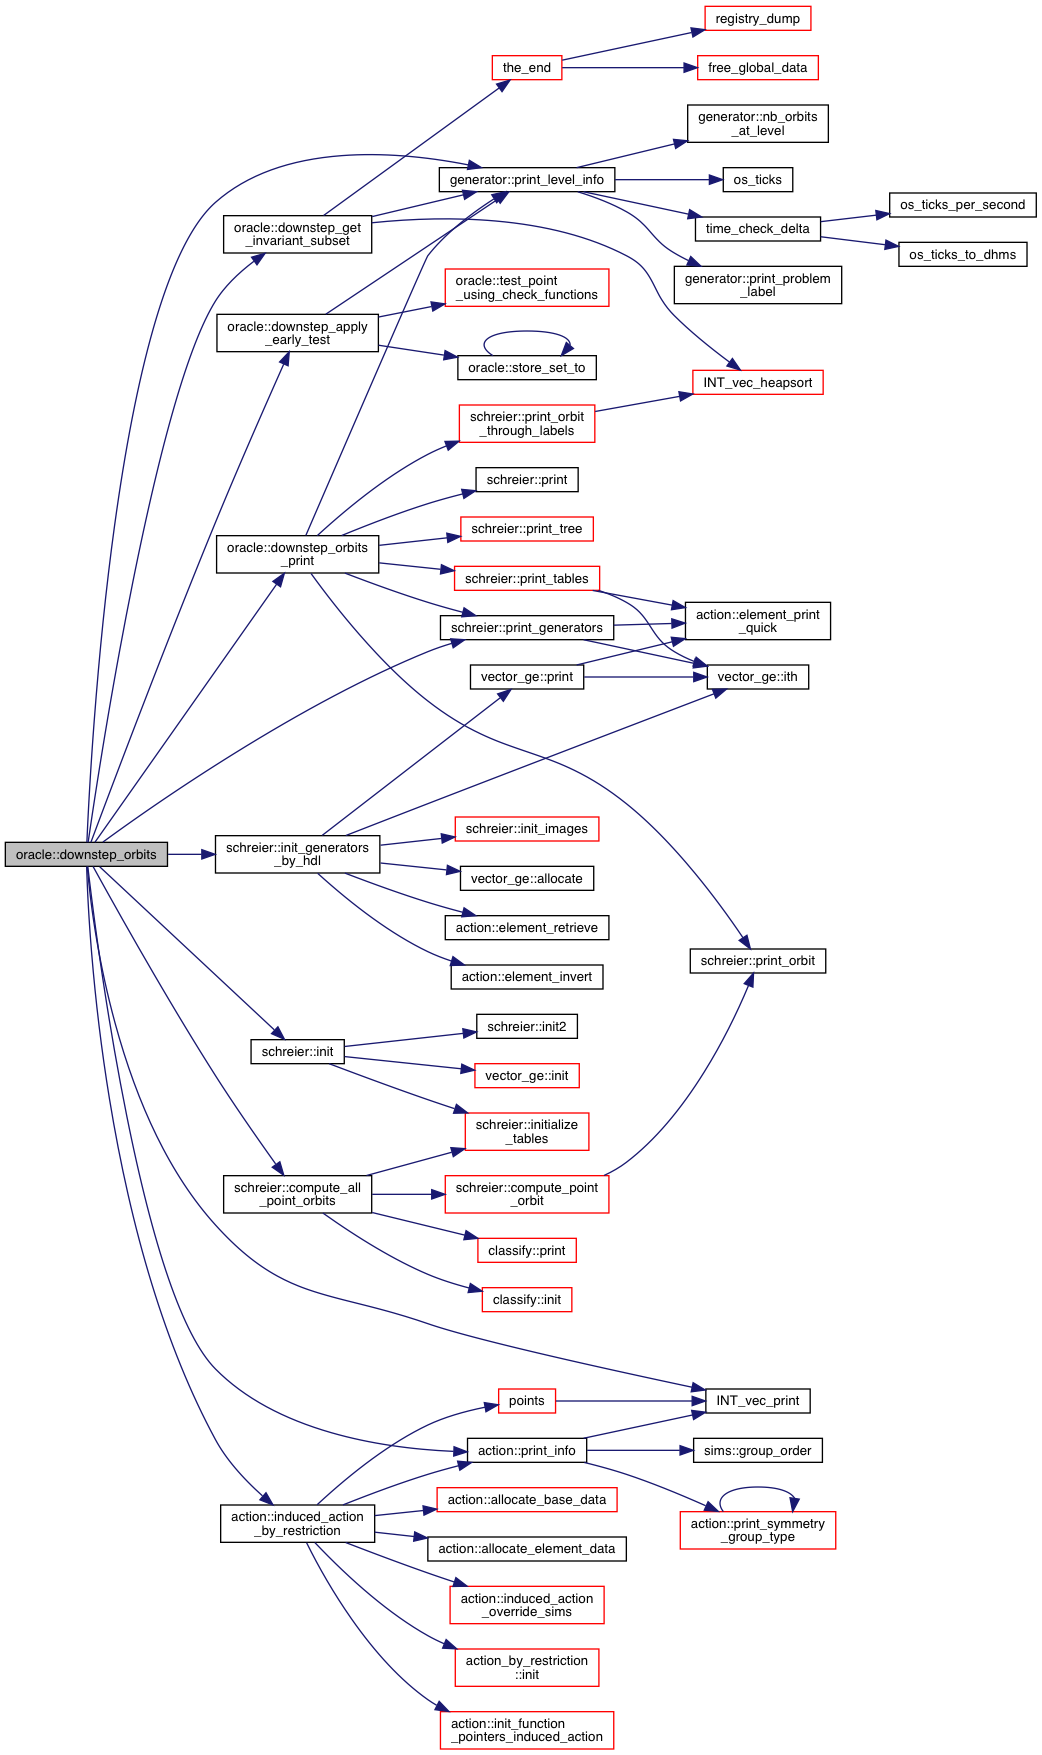 registry_dump
the_end
free_global_data
generator::nb_orbits
_at_level
generator::print_level_info
os_ticks
os_ticks_per_second
oracle::downstep_get
_invariant_subset
time_check_delta
os_ticks_to_dhms
generator::print_problem
_label
oracle::test_point
_using_check_functions
oracle::downstep_apply
_early_test
oracle::store_set_to
INT_vec_heapsort
schreier::print_orbit
_through_labels
schreier::print
schreier::print_tree
oracle::downstep_orbits
_print
schreier::print_tables
action::element_print
_quick
schreier::print_generators
vector_ge::print
vector_ge::ith
schreier::init_images
oracle::downstep_orbits
schreier::init_generators
_by_hdl
vector_ge::allocate
action::element_retrieve
schreier::print_orbit
action::element_invert
schreier::init2
schreier::init
vector_ge::init
schreier::initialize
_tables
schreier::compute_all
_point_orbits
schreier::compute_point
_orbit
classify::print
classify::init
points
INT_vec_print
action::print_info
sims::group_order
action::allocate_base_data
action::induced_action
_by_restriction
action::print_symmetry
_group_type
action::allocate_element_data
action::induced_action
_override_sims
action_by_restriction
::init
action::init_function
_pointers_induced_action